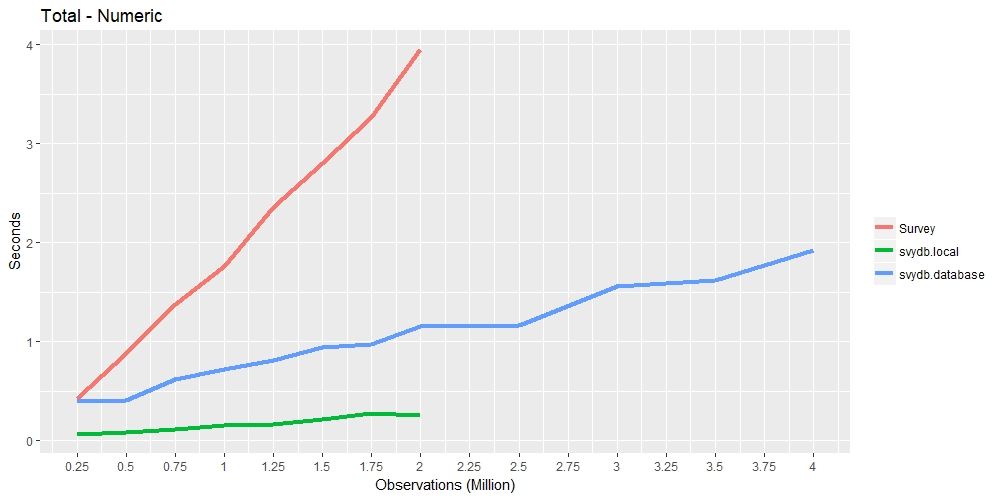 Total - Numeric
4
3
2
1
0
Seconds
0.25 0.5 0.75 1 1.25 1.5 1.75 2 2.25 2.5 2.75 3 3.25 3.5 3.75 4
Observations (Million)
Survey
svydb.local
svydb.database